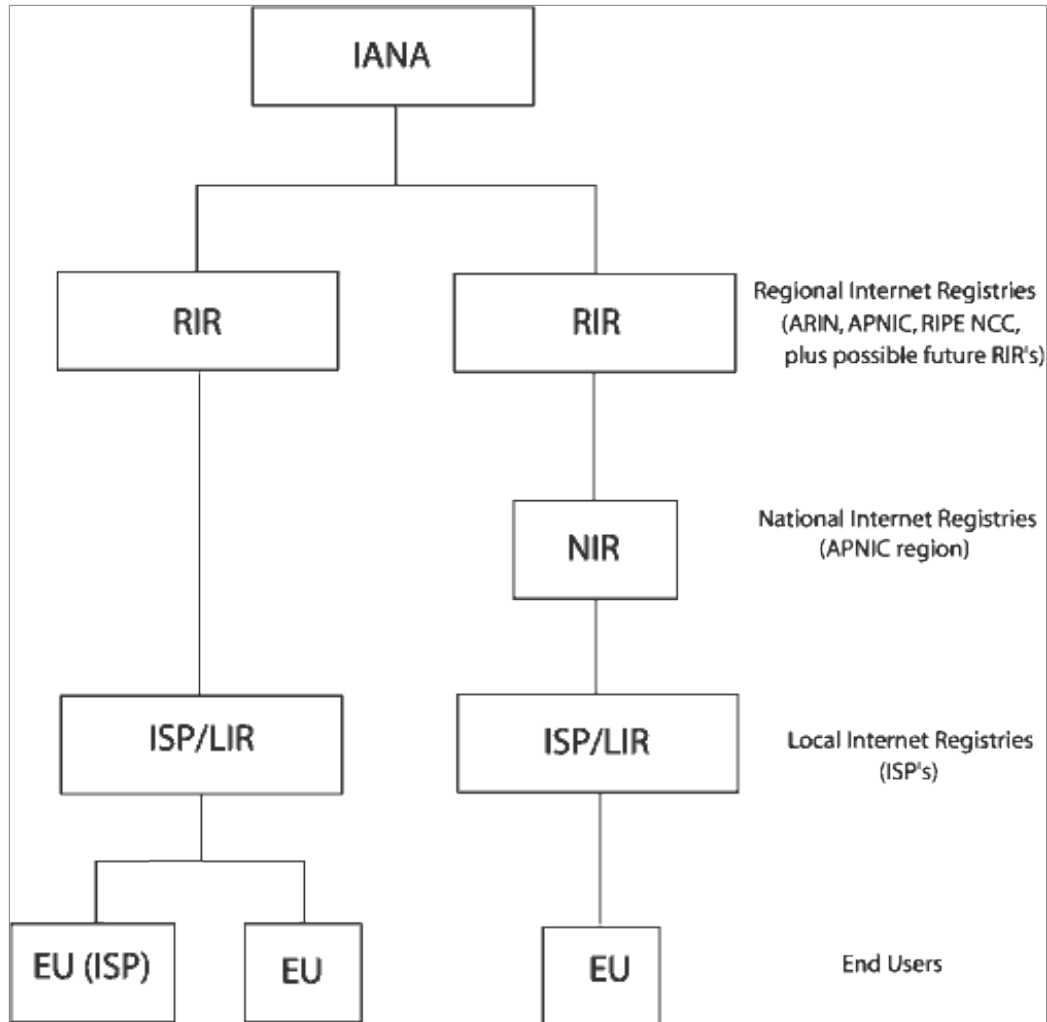 IANA
RIR
RIR
Regional Internet Registries
(ARIN, APNIC, RIPE NCC,
plus possible future RIR's)
NIR
National Internet Registries
(APNIC region)
ISP/LIR
ISP/LIR
Local Internet Registries
(ISP's)
EU (ISP)
EU
EU
End Users